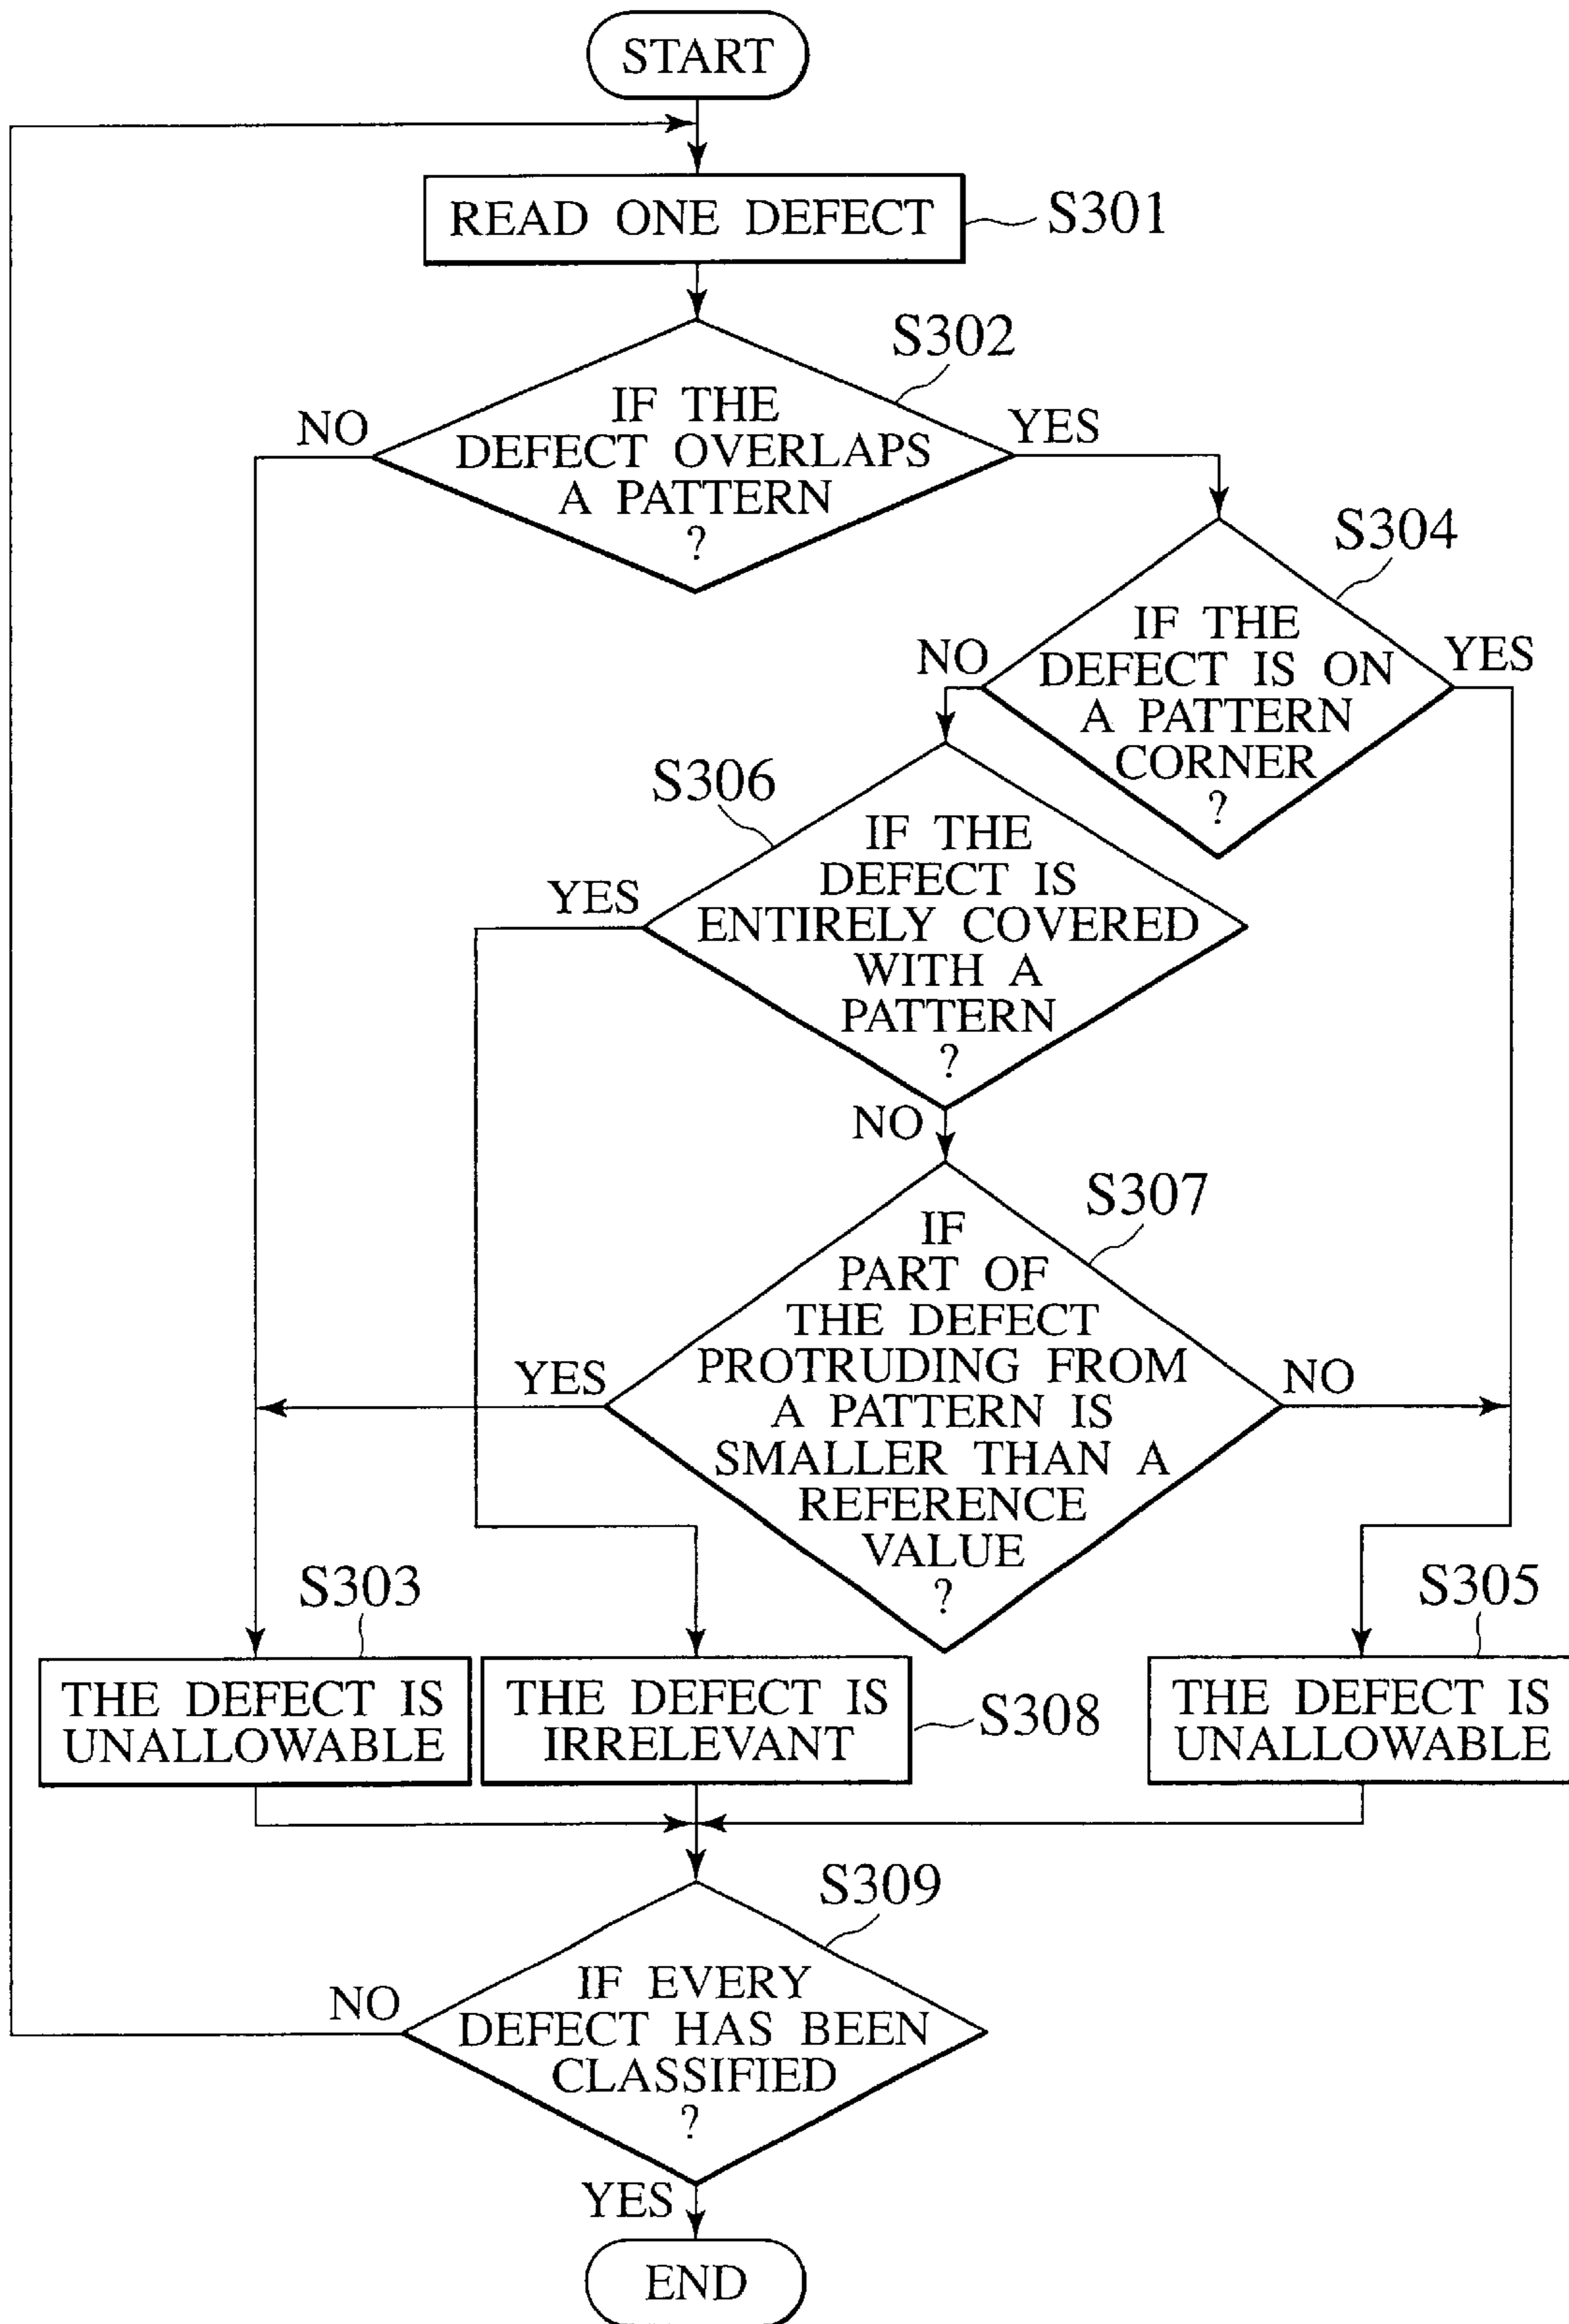 START
READ ONE DEFECT
S301
S302
IF THE
DEFECT OVERLAPS
A PATTERN
?
NO
YES
S304
IF THE
DEFECT IS ON
A PATTERN
CORNER
?
NO
YES
S306
IF THE
DEFECT IS
ENTIRELY COVERED
WITH A
PATTERN
?
YES
NO
S307
IF
PART OF
THE DEFECT
PROTRUDING FROM
A PATTERN IS
SMALLER THAN A
REFERENCE
VALUE
?
YES
NO
S303
THE DEFECT IS
UNALLOWABLE
THE DEFECT IS
IRRELEVANT
S308
S305
THE DEFECT IS
UNALLOWABLE
S309
IF EVERY
DEFECT HAS BEEN
CLASSIFIED
?
NO
YES
END